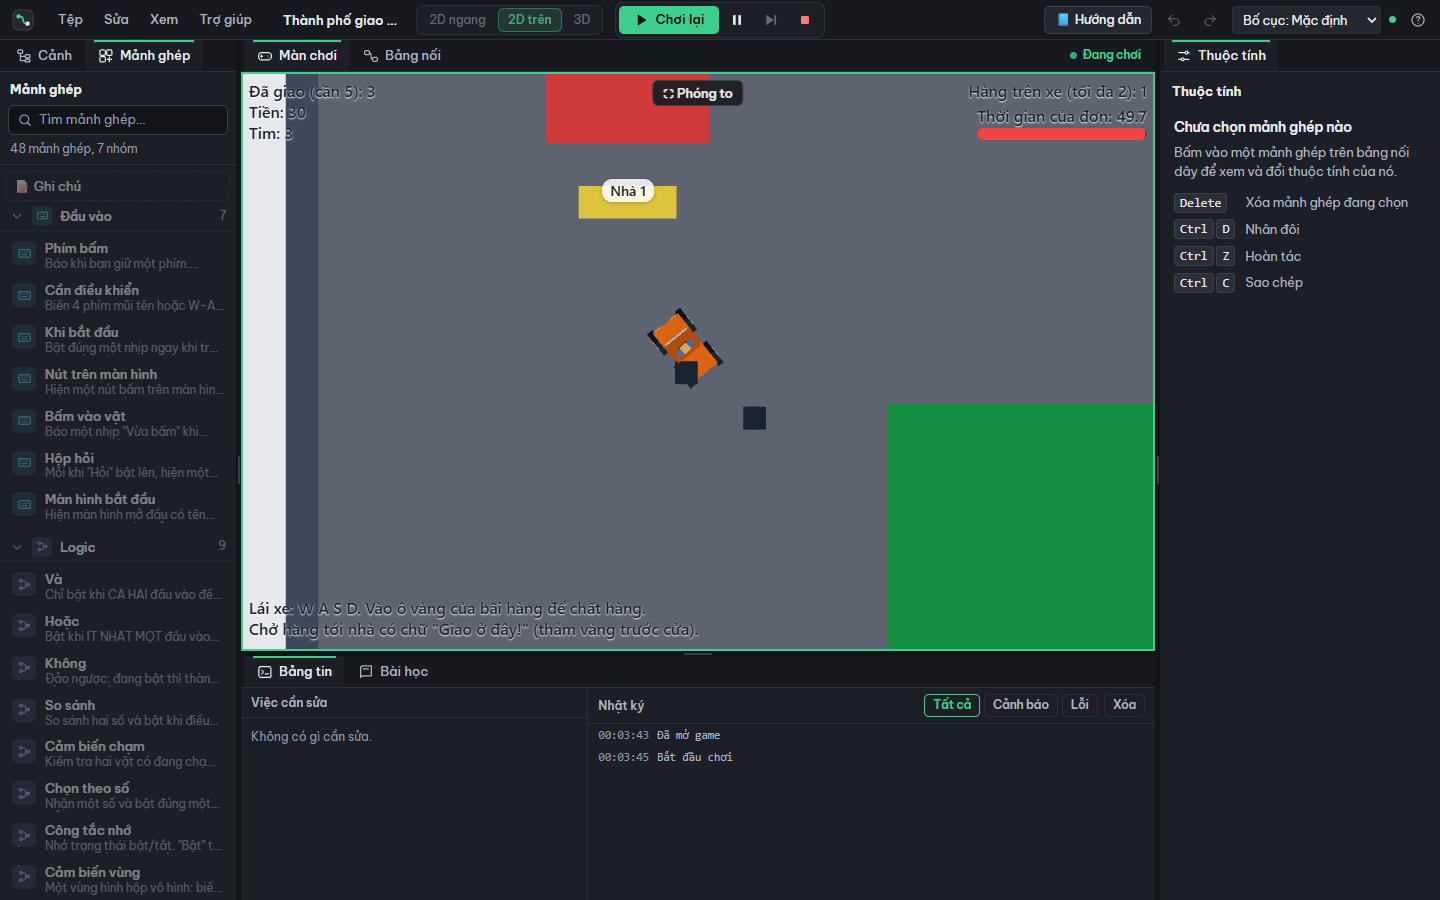 Tệp
Sửa
Xem
Trợ giúp
Thành phố giao ...
2D ngang
2D trên
3D
Chơi lại
Hướng dẫn
Bố cục: Mặc định
Cảnh
Mảnh ghép
Màn chơi
Bảng nối
Đang chơi
Thuộc tính
Mảnh ghép
Tìm mảnh ghép...
48 mảnh ghép, 7 nhóm
Ghi chú
Đầu vào
7
Phím bấm
Báo khi bạn giữ một phím....
Cần điều khiển
Biến 4 phím mũi tên hoặc W-A...
Khi bắt đầu
Bật đúng một nhịp ngay khi tr...
Nút trên màn hình
Hiện một nút bấm trên màn hìn...
Bấm vào vật
Báo một nhịp "Vừa bấm" khi...
Hộp hỏi
Mỗi khi "Hỏi" bật lên, hiện một...
Màn hình bắt đầu
Hiện màn hình mở đầu có tên...
Logic
9
Và
Chỉ bật khi CẢ HAI đầu vào đề...
Hoặc
Bật khi ÍT NHẤT MỘT đầu vào...
Không
Đảo ngược: đang bật thì thàn...
So sánh
So sánh hai số và bật khi điều...
Cảm biến chạm
Kiểm tra hai vật có đang chạ...
Chọn theo số
Nhận một số và bật đúng một...
Công tắc nhớ
Nhớ trạng thái bật/tắt. "Bật" t...
Cảm biến vùng
Một vùng hình hộp vô hình: biế...
Đã giao (cần 5): 3
Tiền: 30
Tim: 3
Phóng to
Hàng trên xe (tối đa 2): 1
Thời gian của đơn: 49.7
Nhà 1
Lái xe: W A S D. Vào ô vàng của bãi hàng để chất hàng.
Chở hàng tới nhà có chữ "Giao ở đây!" (thảm vàng trước cửa).
Bảng tin
Bài học
Việc cần sửa
Không có gì cần sửa.
Nhật ký
Tất cả
Cảnh báo
Lỗi
Xóa
00:03:43 Đã mở game
00:03:45 Bắt đầu chơi
Thuộc tính
Chưa chọn mảnh ghép nào
Bấm vào một mảnh ghép trên bảng nối
dây để xem và đổi thuộc tính của nó.
Delete Xóa mảnh ghép đang chọn
Ctrl D Nhân đôi
Ctrl Z Hoàn tác
Ctrl C Sao chép